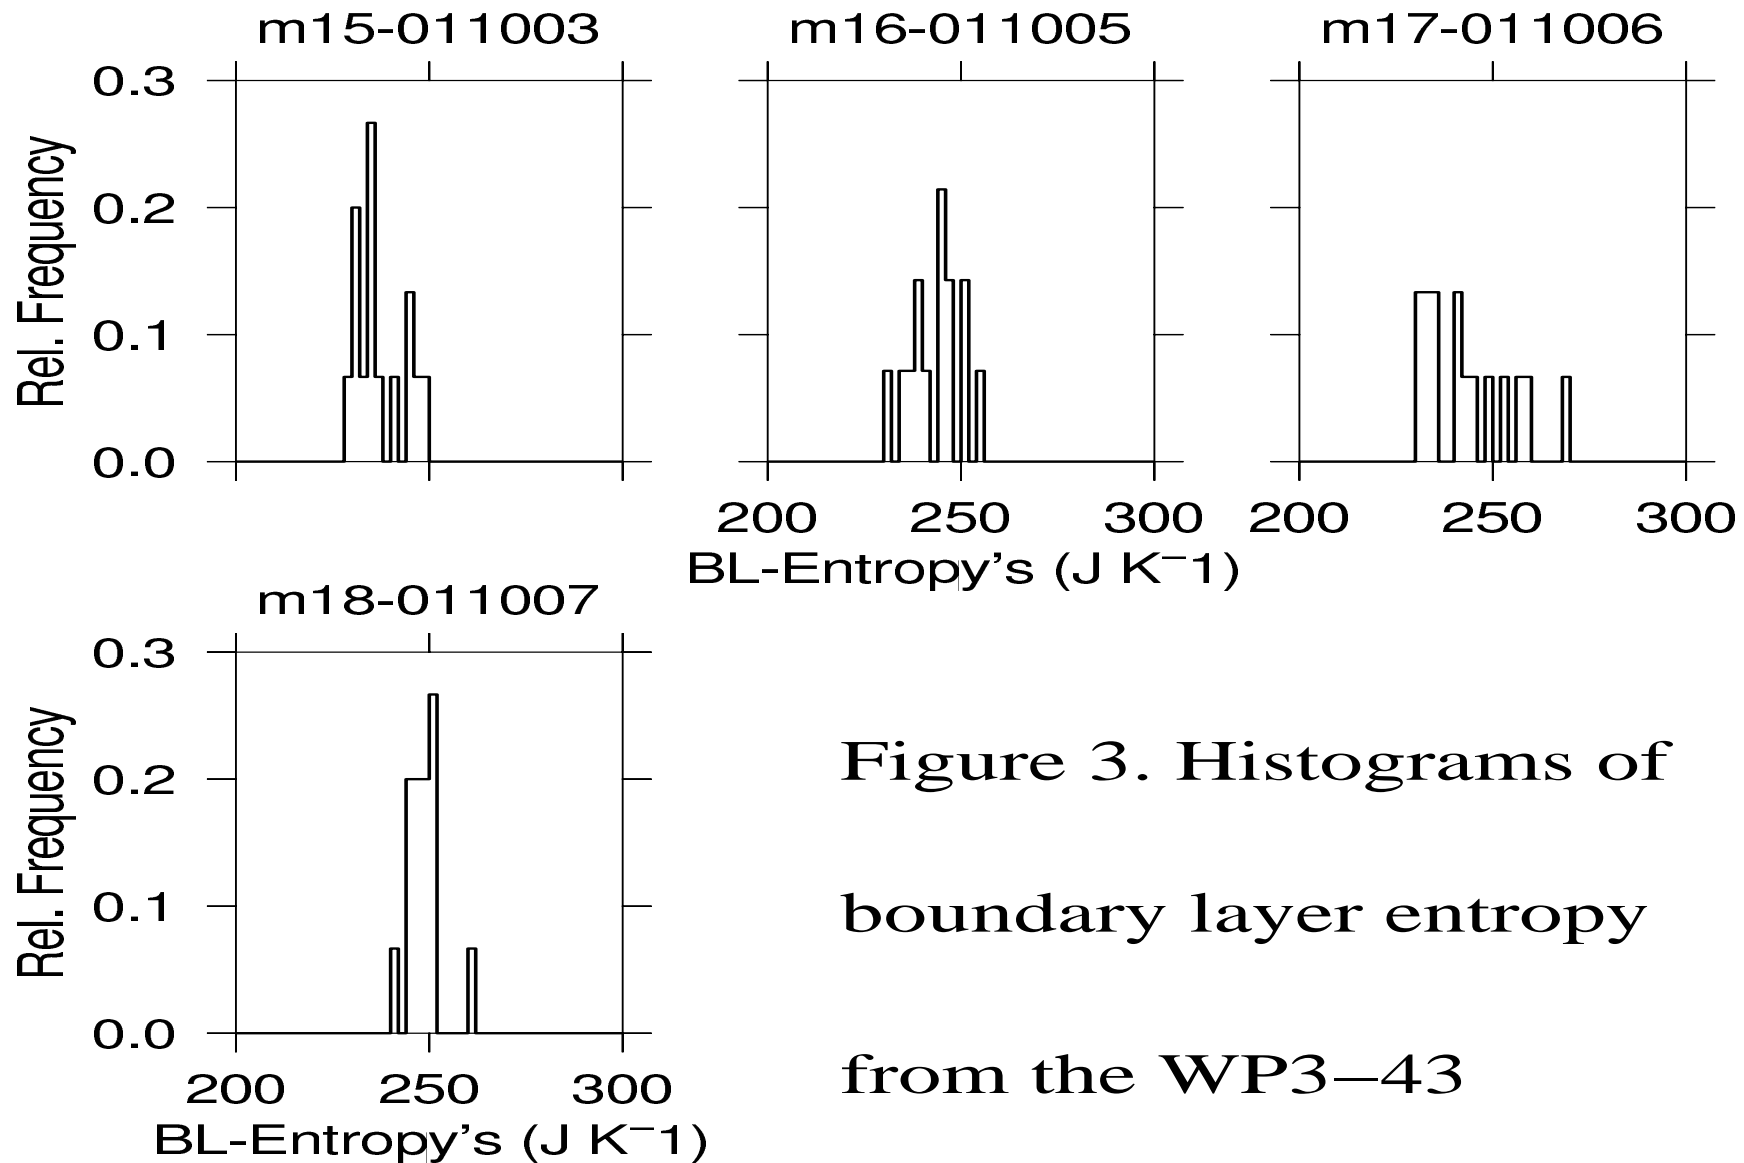 m15-011003
m16-011005
m17-011006
Rel. Frequency
0.3
0.2
0.1
0.0
200 250 300
200 250 300
BL-Entropy's (J K⁻1)
m18-011007
Rel. Frequency
0.3
0.2
0.1
0.0
200 250 300
BL-Entropy's (J K⁻1)
Figure 3. Histograms of
boundary layer entropy
from the WP3–43